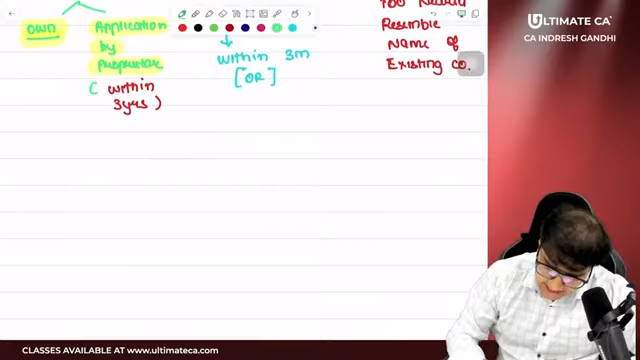 OWN
Application
by
Proprietor
( within
3yrs )
within 3m
[OR]
Too Nearly
Resemble
Name of
Existing co.
ULTIMATE CA
CA INDRESH GANDHI
CLASSES AVAILABLE AT www.ultimateca.com